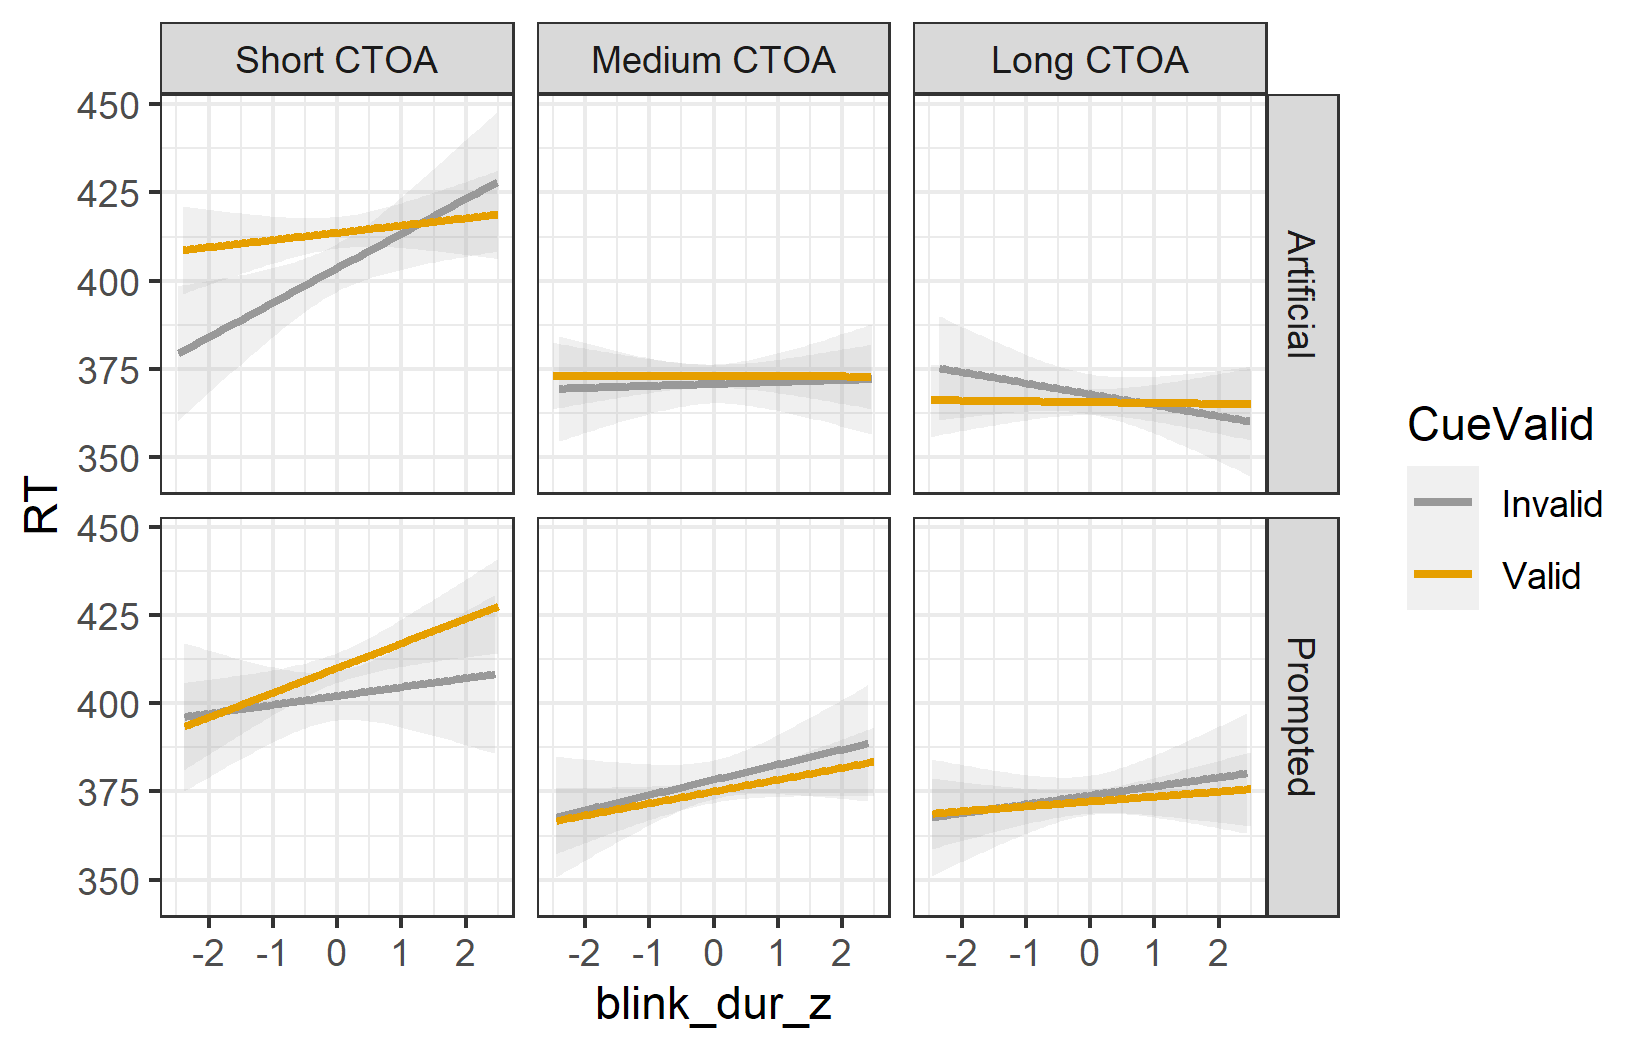 Short CTOA Medium CTOA Long CTOA
450
425
400
375
350
Artificial
450
425
400
375
350
Prompted
RT
-2 -1 0 1 2 -2 -1 0 1 2 -2 -1 0 1 2
blink_dur_z
CueValid
Invalid
Valid